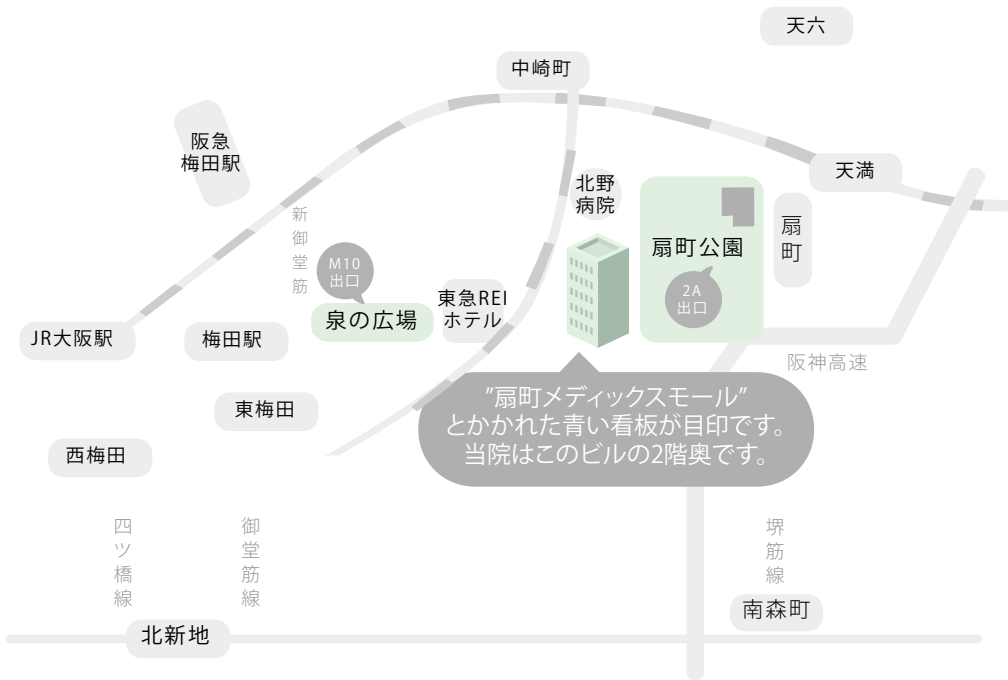 天六
中崎町
阪急
梅田駅
天満
北野
病院
新御堂筋
扇町公園
扇町
M10
出口
2A
出口
東急REI
ホテル
泉の広場
JR大阪駅
梅田駅
阪神高速
"扇町メディックスモール"
とかかれた青い看板が目印です。
当院はこのビルの2階奥です。
東梅田
西梅田
四ツ橋線
御堂筋線
堺筋線
南森町
北新地